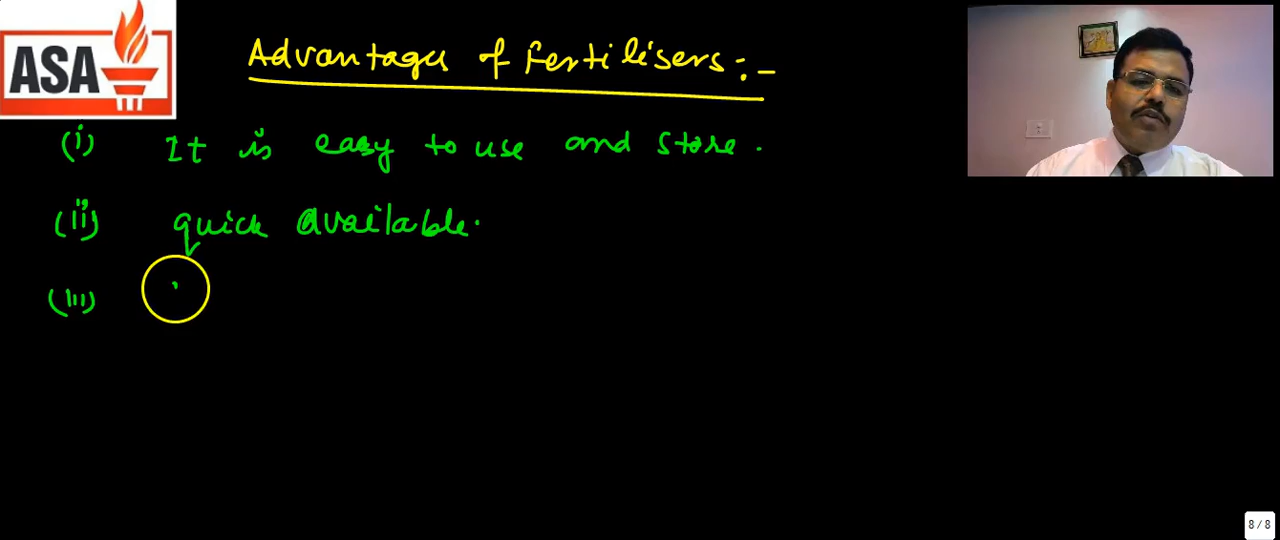 ASA
Advantages of Fertilisers:-
(i) It is easy to use and store.
(ii) quick available.
(iii)
8/8